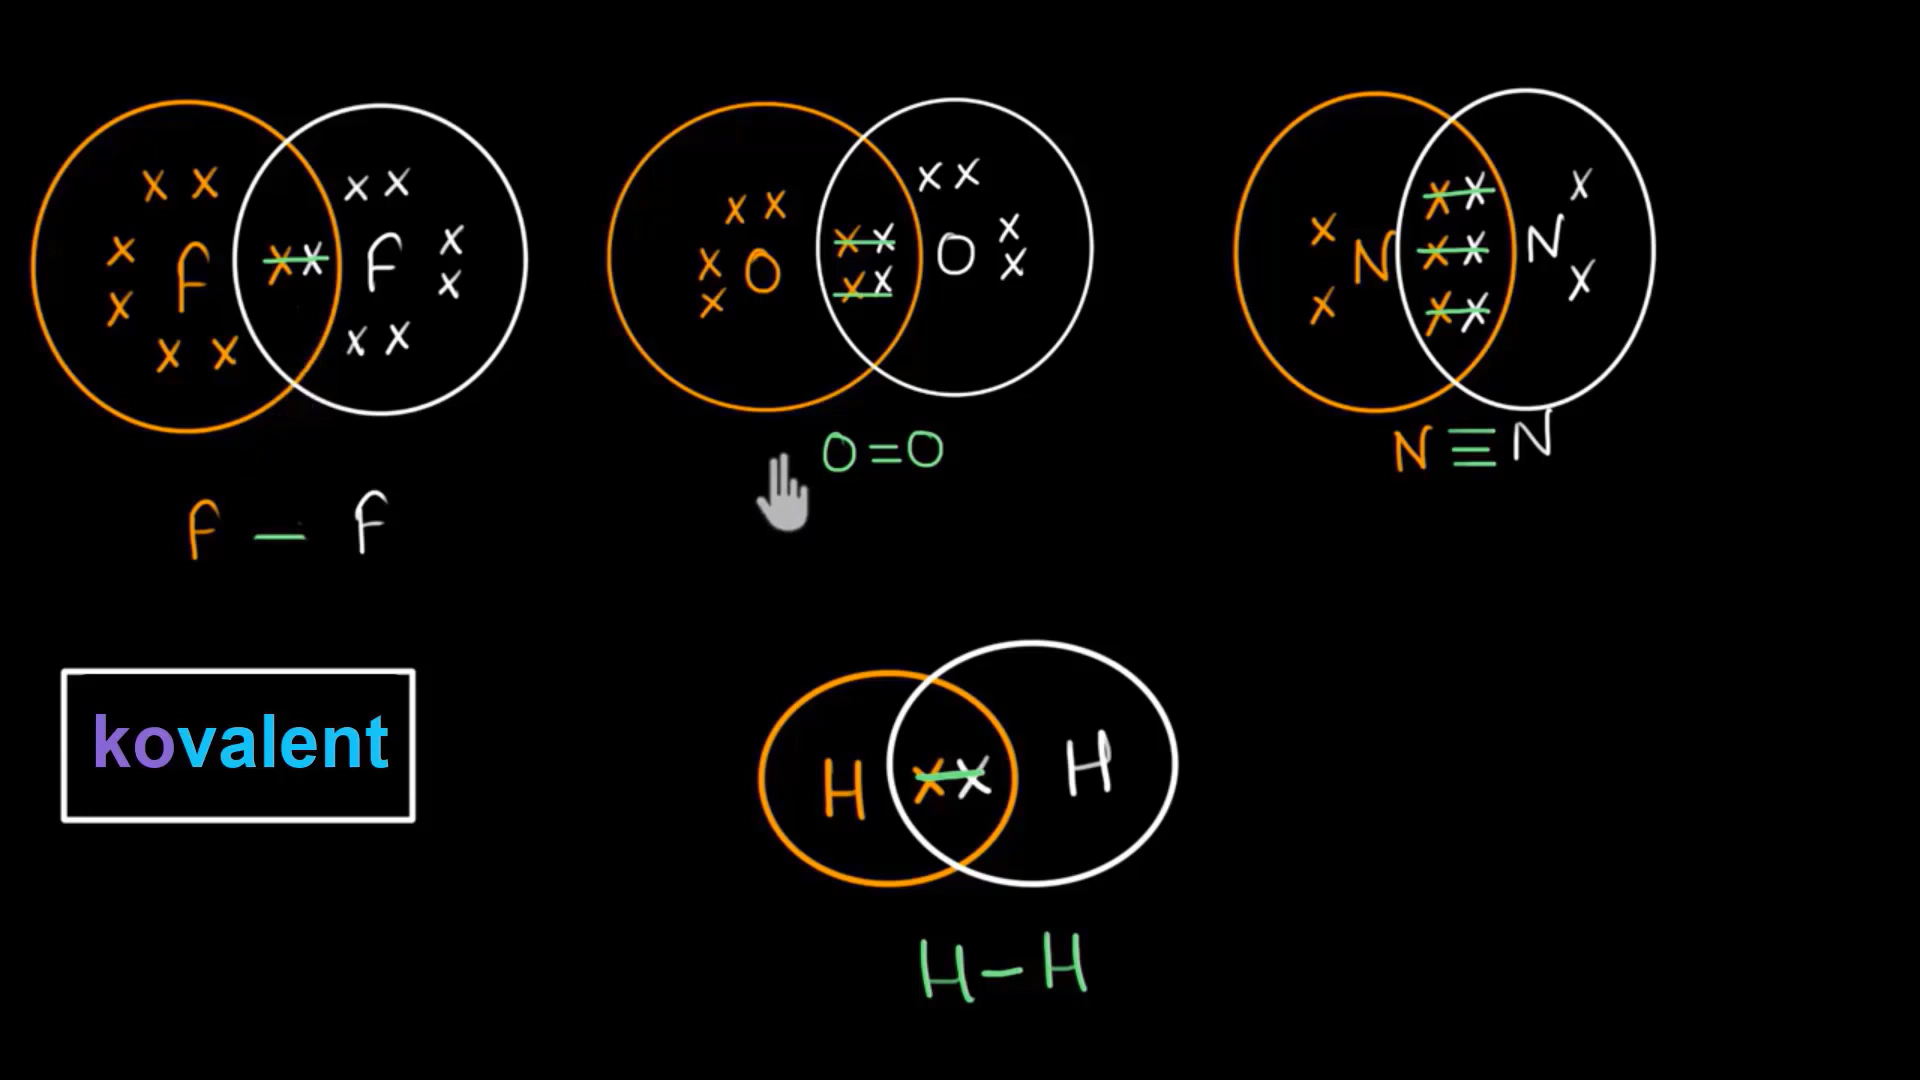 F F
O O
N N
O=O
N≡N
F — F
kovalent
H H
H–H